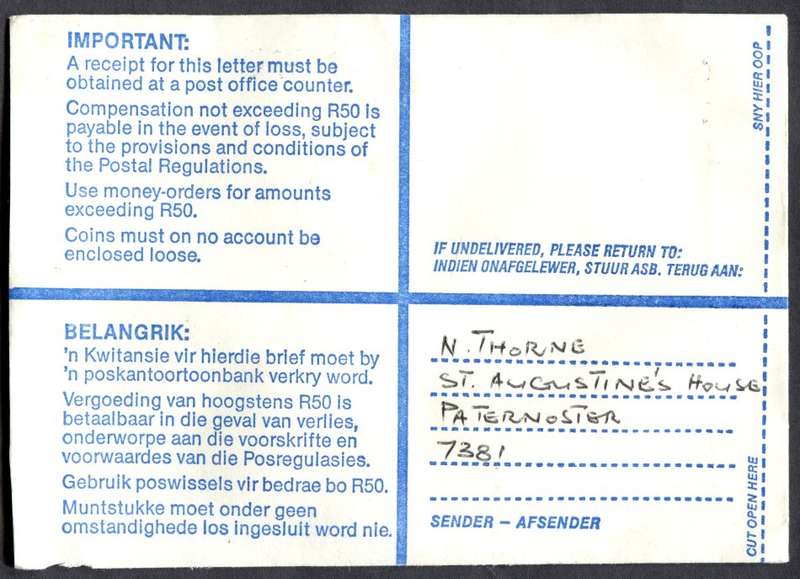 IMPORTANT:
A receipt for this letter must be
obtained at a post office counter.
Compensation not exceeding R50 is
payable in the event of loss, subject
to the provisions and conditions of
the Postal Regulations.
Use money-orders for amounts
exceeding R50.
Coins must on no account be
enclosed loose.
BELANGRIK:
'n Kwitansie vir hierdie brief moet by
'n poskantoortoonbank verkry word.
Vergoeding van hoogstens R50 is
betaalbaar in die geval van verlies,
onderworpe aan die voorskrifte en
voorwaardes van die Posregulasies.
Gebruik poswissels vir bedrae bo R50.
Muntstukke moet onder geen
omstandighede los ingesluit word nie.
IF UNDELIVERED, PLEASE RETURN TO:
INDIEN ONAFGELEWER, STUUR ASB. TERUG AAN:
N. THORNE
ST. AUGUSTINE'S HOUSE
PATERNOSTER
7381
SENDER – AFSENDER
SNY HIER OOP
CUT OPEN HERE